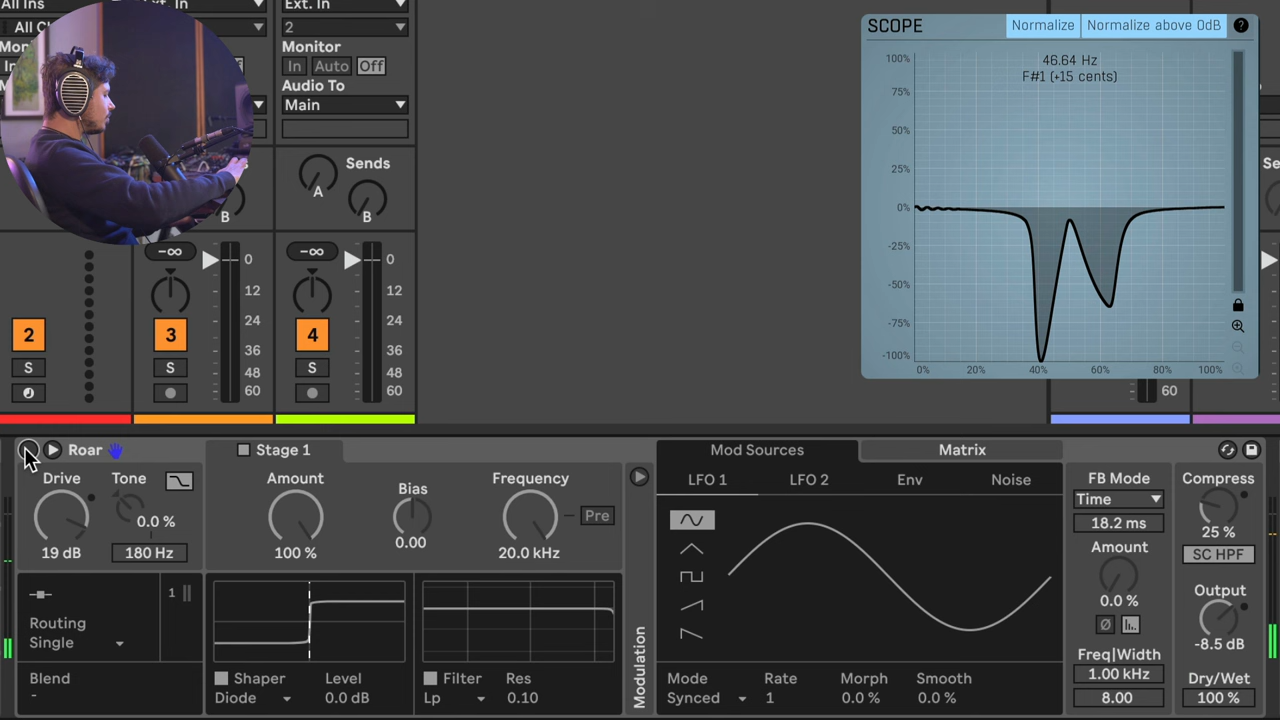 All Ins
Ext. In
Ext. In
All C
2
Mon
Monitor
In
In
Auto
Off
Audio To
Main
Sends
A
B
B
-∞
-∞
0
0
12
12
24
24
36
36
48
48
60
60
2
3
4
S
S
S
SCOPE
Normalize
Normalize above 0dB
?
46.64 Hz
F#1 (+15 cents)
100%
75%
50%
25%
0%
-25%
-50%
-75%
-100%
0%
20%
40%
60%
80%
100%
Se
60
Roar
Drive
Tone
0.0 %
19 dB
180 Hz
Routing
Single
1
Blend
-
Stage 1
Amount
Bias
Frequency
Pre
0.00
100 %
20.0 kHz
Shaper
Level
Diode
0.0 dB
Filter
Res
Lp
0.10
Modulation
Mod Sources
Matrix
LFO 1
LFO 2
Env
Noise
Mode
Rate
Morph
Smooth
Synced
1
0.0 %
0.0 %
FB Mode
Time
18.2 ms
Amount
0.0 %
Ø
Freq|Width
1.00 kHz
8.00
Compress
25 %
SC HPF
Output
-8.5 dB
Dry/Wet
100 %